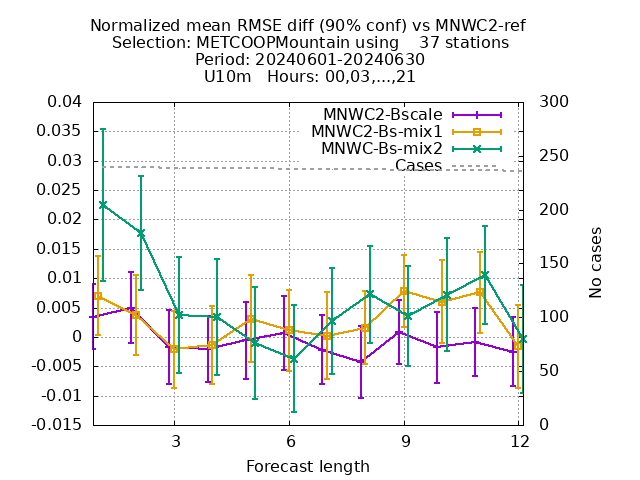 Normalized mean RMSE diff (90% conf) vs MNWC2-ref
Selection: METCOOPMountain using    37 stations
Period: 20240601-20240630
U10m   Hours: 00,03,...,21
MNWC2-Bscale
MNWC2-Bs-mix1
MNWC-Bs-mix2
Cases
0.04
0.035
0.03
0.025
0.02
0.015
0.01
0.005
0
-0.005
-0.01
-0.015
300
250
200
150
100
50
0
No cases
3
6
9
12
Forecast length